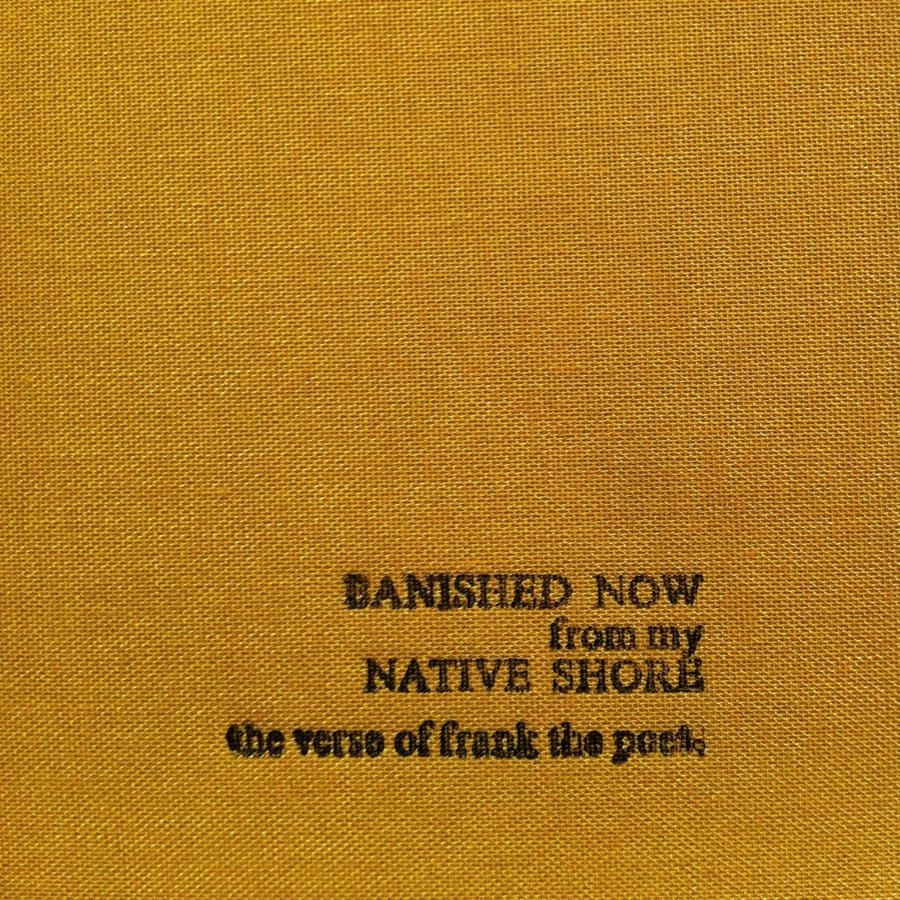 BANISHED NOW
from my
NATIVE SHORE
the verse of frank the poet